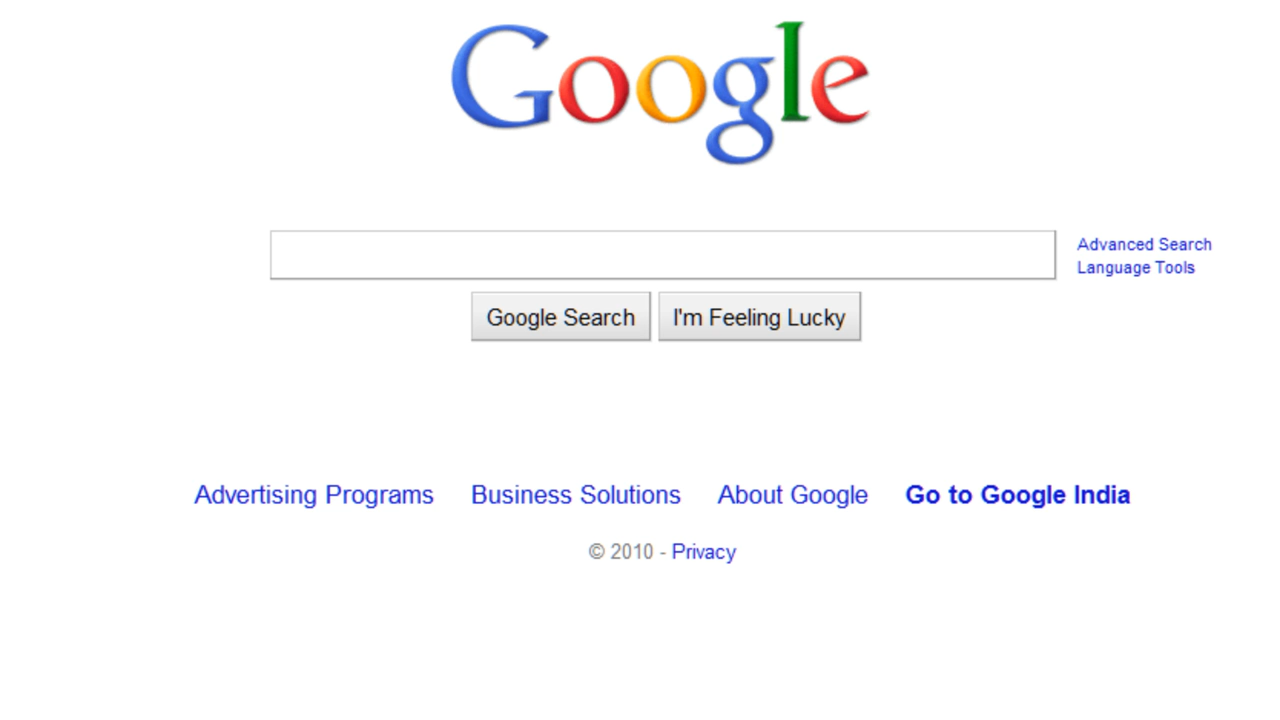 Google
Advanced Search
Language Tools
Google Search I'm Feeling Lucky
Advertising Programs Business Solutions About Google Go to Google India
© 2010 - Privacy